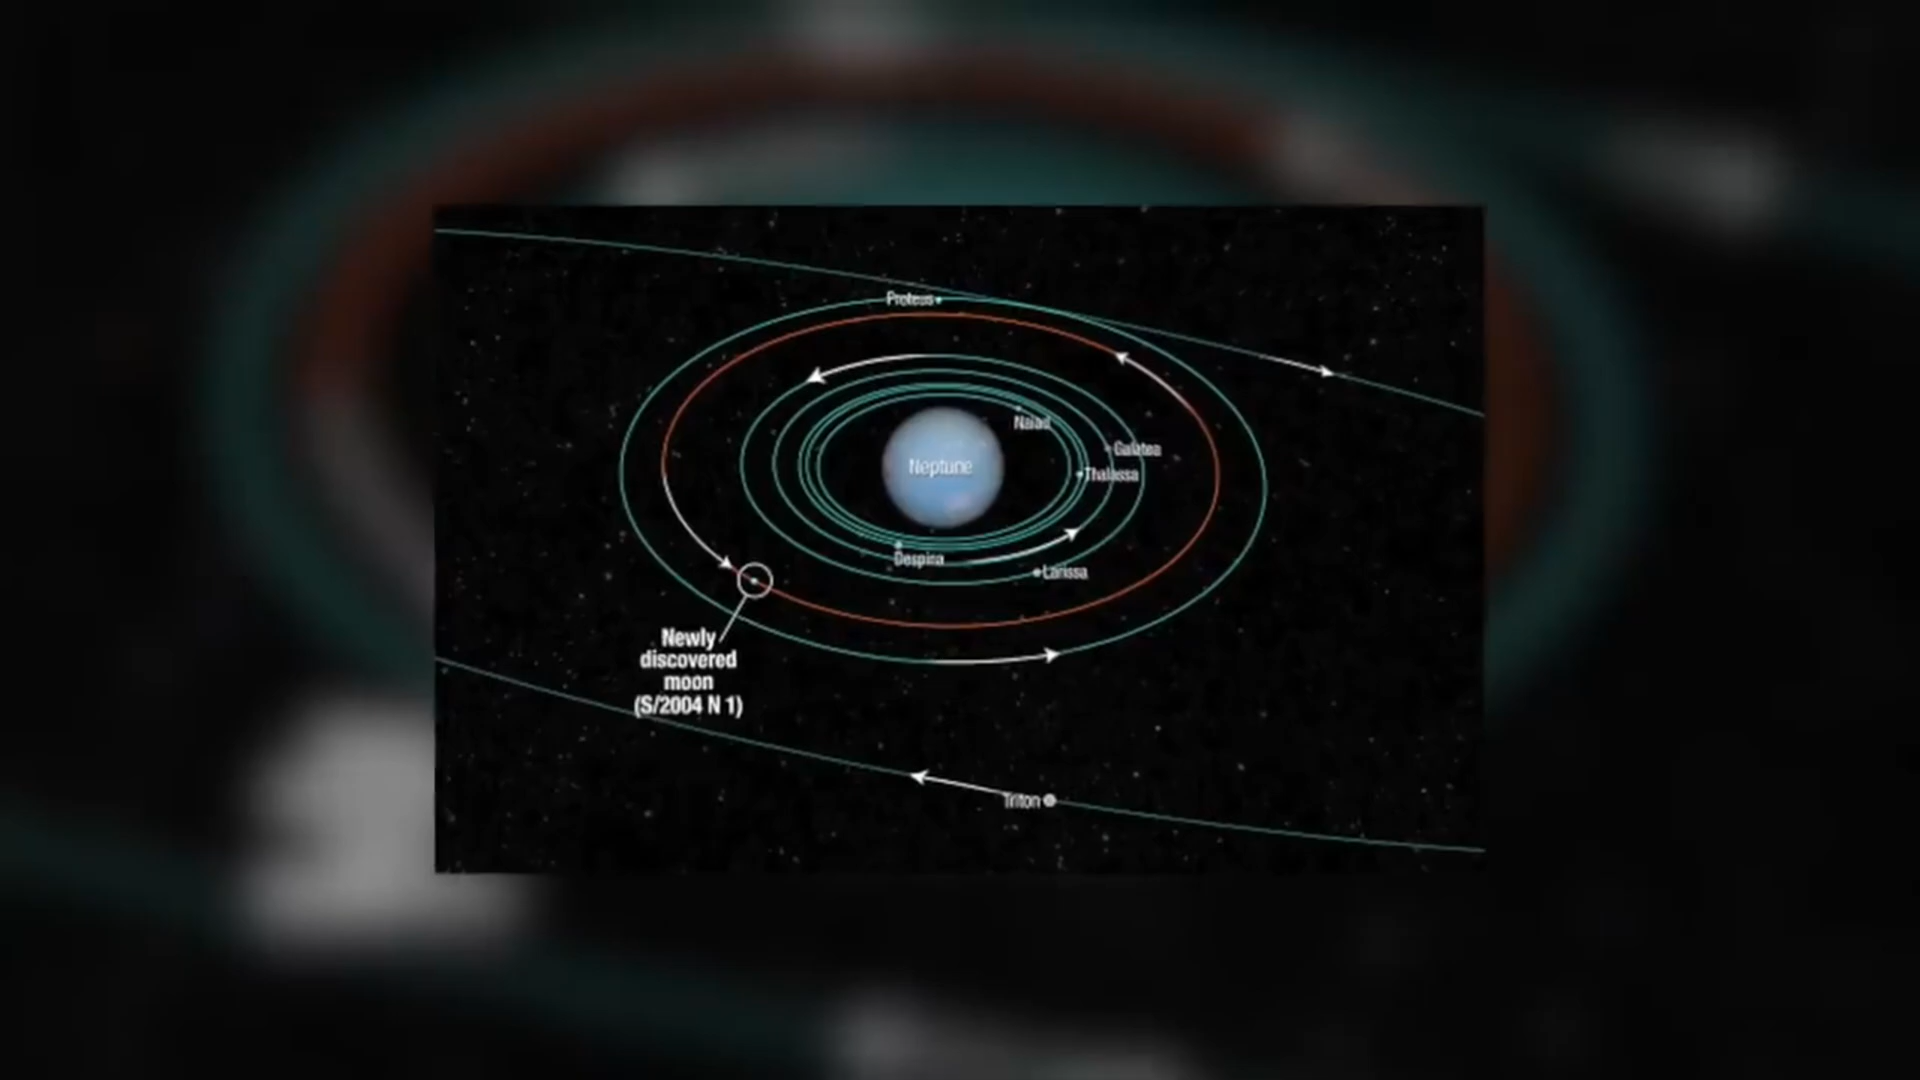 Proteus
Naiad
Galatea
Neptune
Thalassa
Despina
Larissa
Newly
discovered
moon
(S/2004 N 1)
Triton